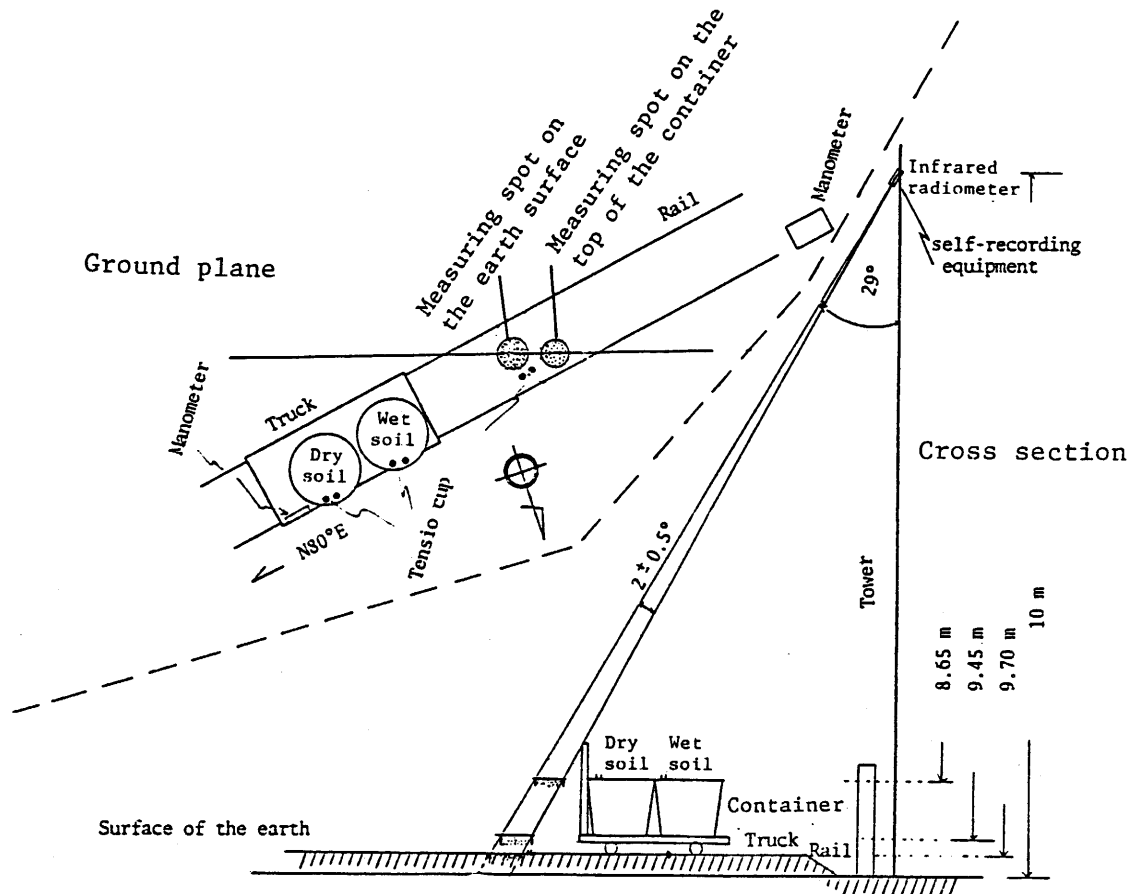 Measuring spot on
the earth surface
Measuring spot on the
top of the container
Manometer
Rail
Infrared
radiometer
self-recording
equipment
29°
Ground plane
Manometer
Truck
Wet
soil
Dry
soil
Tensio cup
N80°E
Cross section
2 ± 0.5°
Tower
8.65 m
9.45 m
9.70 m
10 m
Dry
soil
Wet
soil
Container
Truck
Rail
Surface of the earth